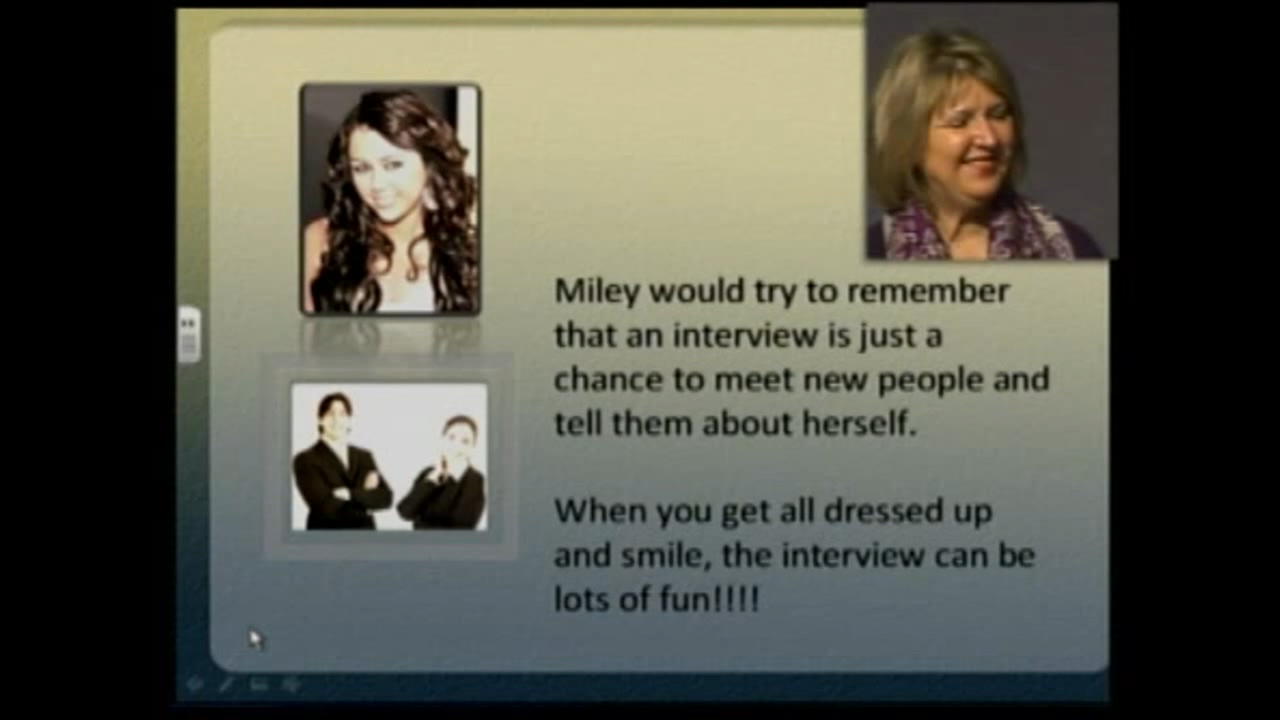 Miley would try to remember
that an interview is just a
chance to meet new people and
tell them about herself.
When you get all dressed up
and smile, the interview can be
lots of fun!!!!